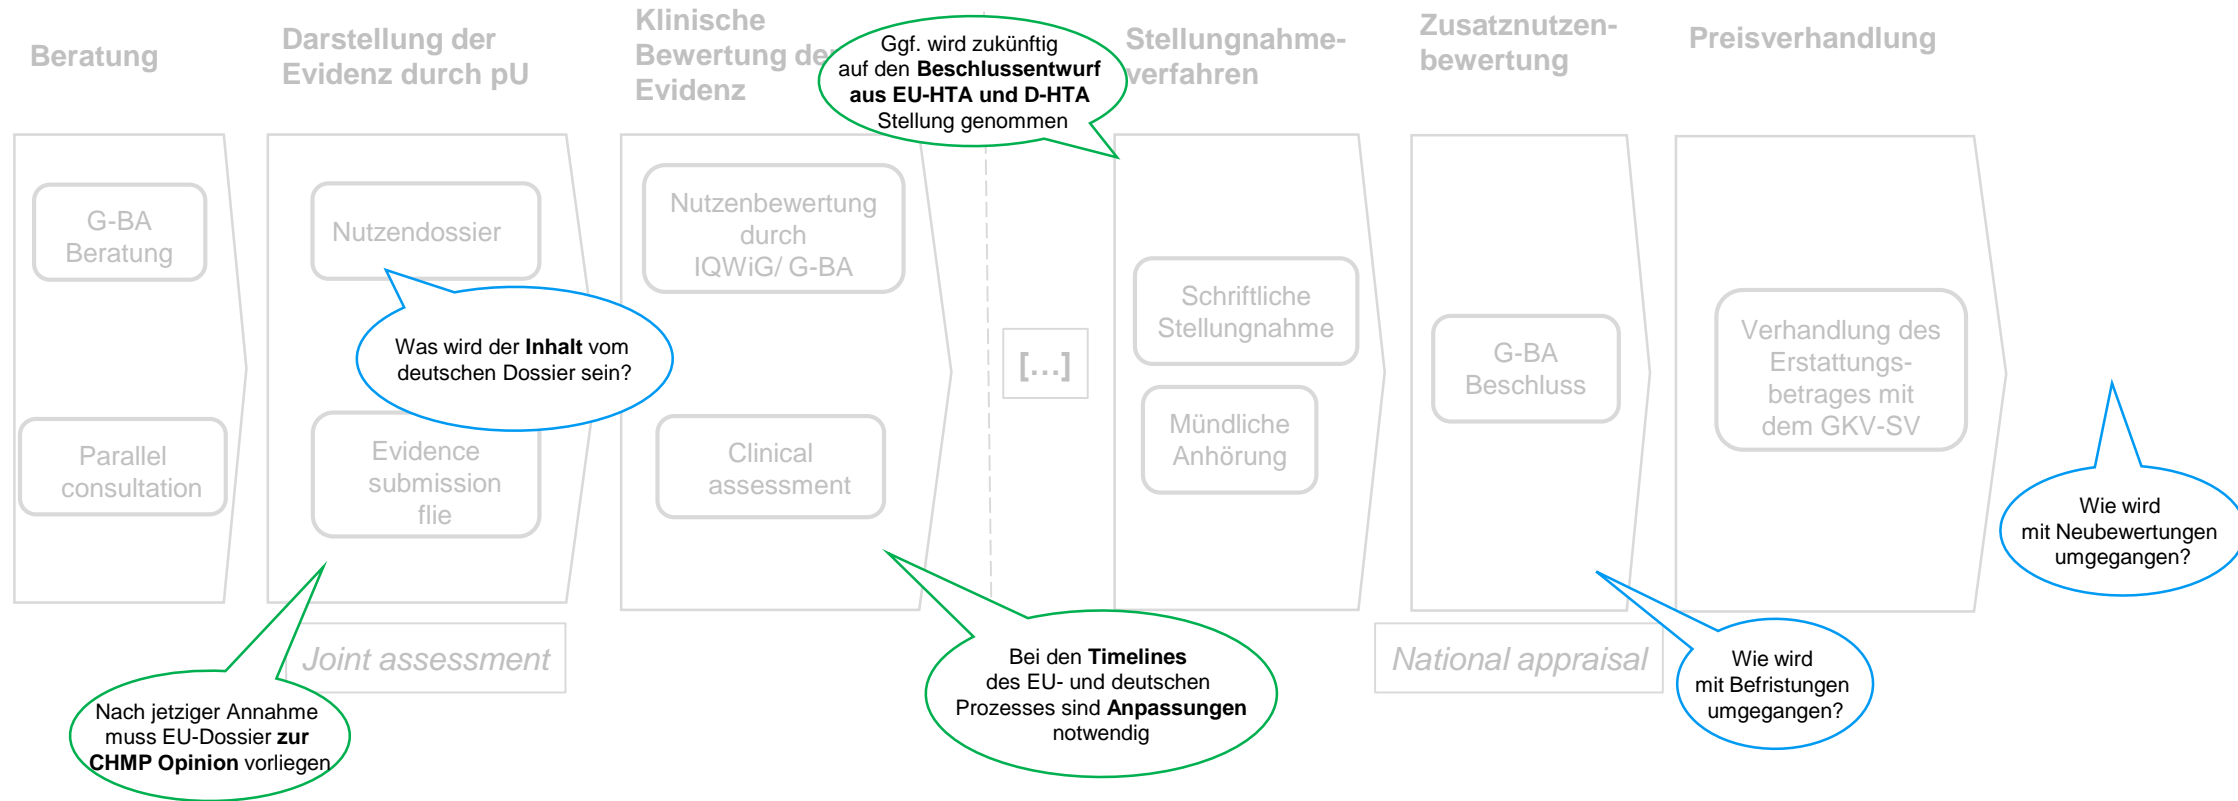 Beratung
Darstellung der
Evidenz durch pU
Klinische
Bewertung der
Evidenz
Ggf. wird zukünftig
auf den Beschlussentwurf
aus EU-HTA und D-HTA
Stellung genommen
Stellungnahme-
verfahren
Zusatznutzen-
bewertung
Preisverhandlung
G-BA
Beratung
Parallel
consultation
Nutzendossier
Was wird der Inhalt vom
deutschen Dossier sein?
Evidence
submission
flie
Nutzenbewertung
durch
IQWiG/ G-BA
Clinical
assessment
[…]
Schriftliche
Stellungnahme
Mündliche
Anhörung
G-BA
Beschluss
Verhandlung des
Erstattungs-
betrages mit
dem GKV-SV
Wie wird
mit Neubewertungen
umgegangen?
Joint assessment
National appraisal
Nach jetziger Annahme
muss EU-Dossier zur
CHMP Opinion vorliegen
Bei den Timelines
des EU- und deutschen
Prozesses sind Anpassungen
notwendig
Wie wird
mit Befristungen
umgegangen?